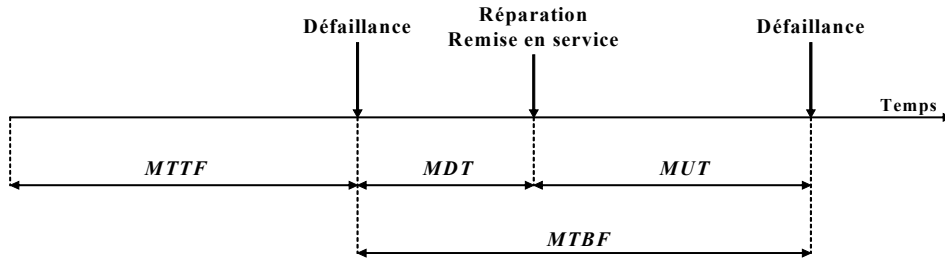 Défaillance
Réparation
Remise en service
Défaillance
Temps
MTTF
MDT
MUT
MTBF